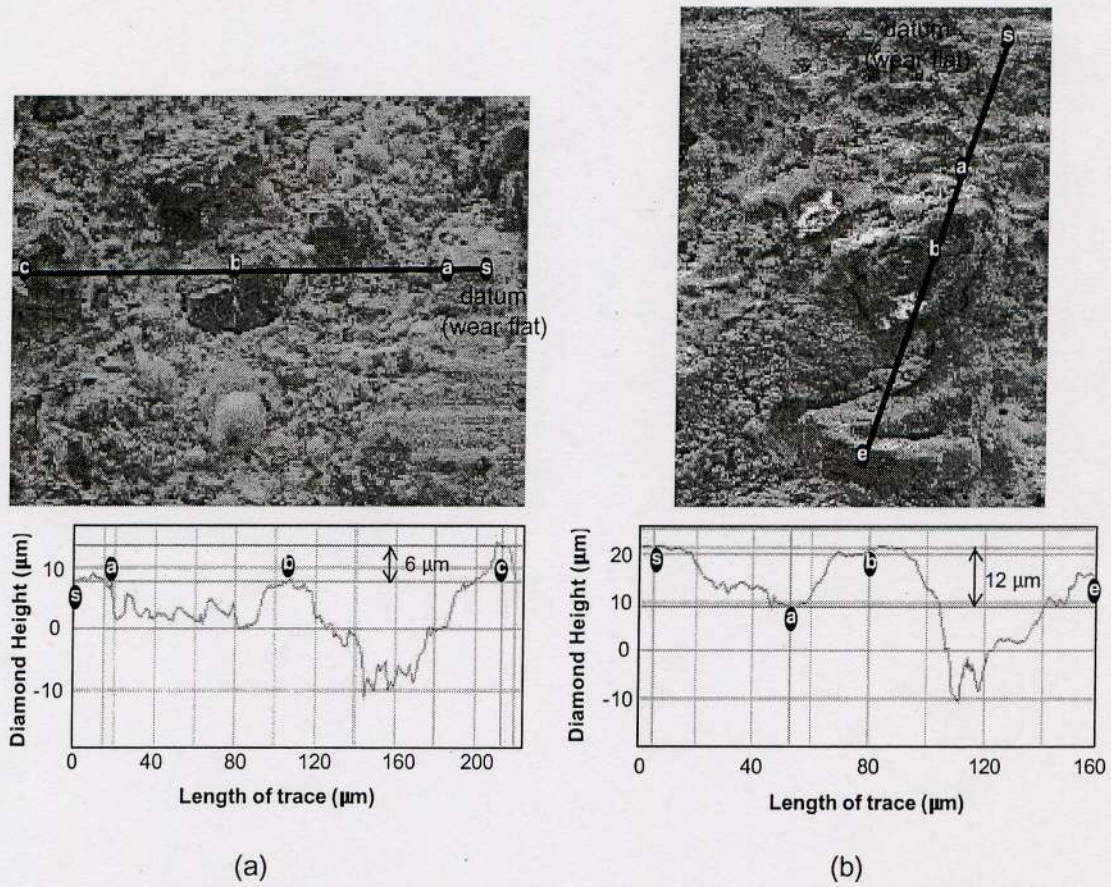 datum
(wear flat)
s
a
b
e
c
b
a
s
datum
(wear flat)
Diamond Height (µm)
10
0
-10
s
a
b
c
6 µm
0
40
80
120
160
200
Length of trace (µm)
(a)
Diamond Height (µm)
20
10
0
-10
s
a
b
e
12 µm
0
40
80
120
160
Length of trace (µm)
(b)